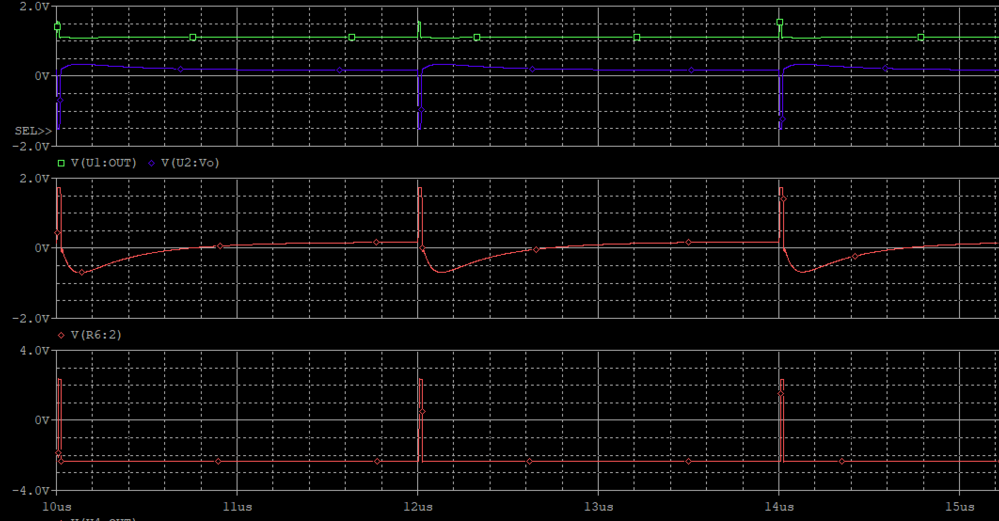 2.0V
0V
SEL>>
-2.0V
V(U1:OUT) V(U2:Vo)
2.0V
0V
-2.0V
V(R6:2)
4.0V
0V
-4.0V
10us 11us 12us 13us 14us 15us